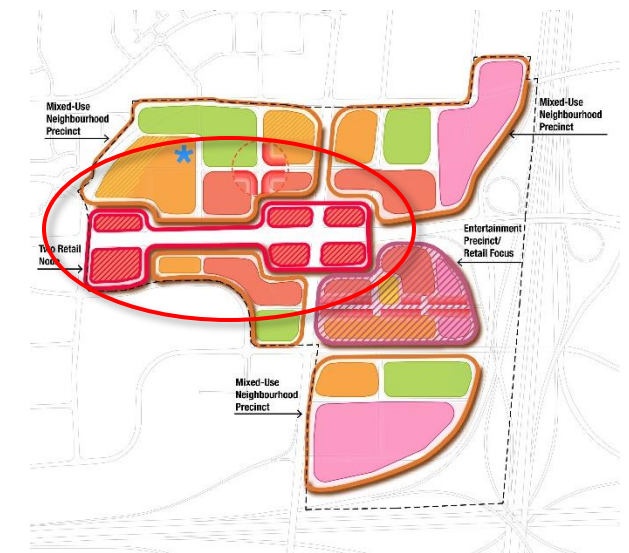 Mixed-Use
Neighbourhood
Precinct
Mixed-Use
Neighbourhood
Precinct
Two Retail
Node
Entertainment
Precinct/
Retail Focus
Mixed-Use
Neighbourhood
Precinct